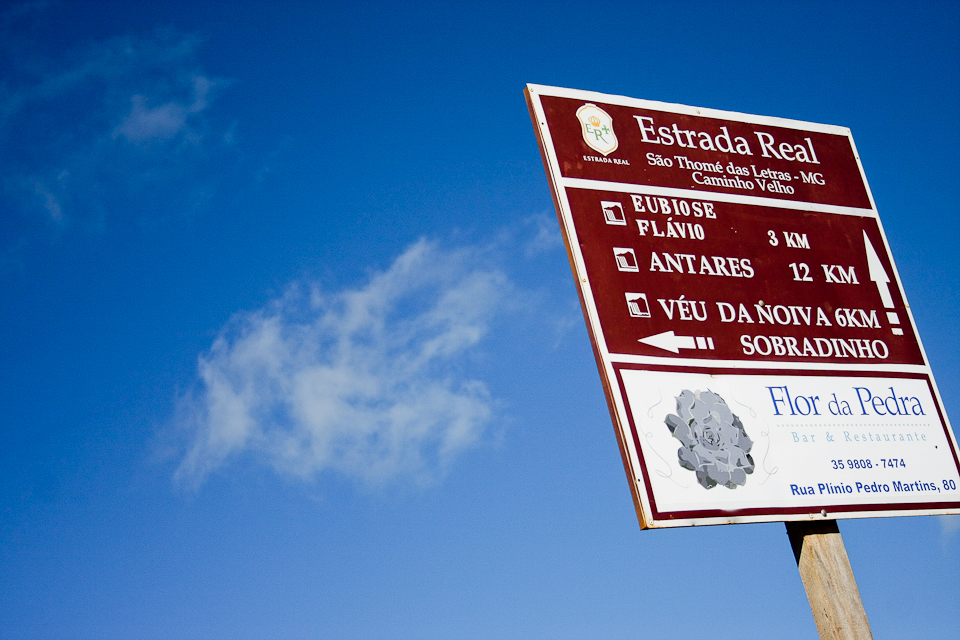 ER
ESTRADA REAL
Estrada Real
São Thomé das Letras - MG
Caminho Velho
EUBIOSE
FLÁVIO 3 KM
ANTARES 12 KM
VÉU DA NOIVA 6KM
SOBRADINHO
Flor da Pedra
Bar & Restaurante
35 9808 - 7474
Rua Plínio Pedro Martins, 80